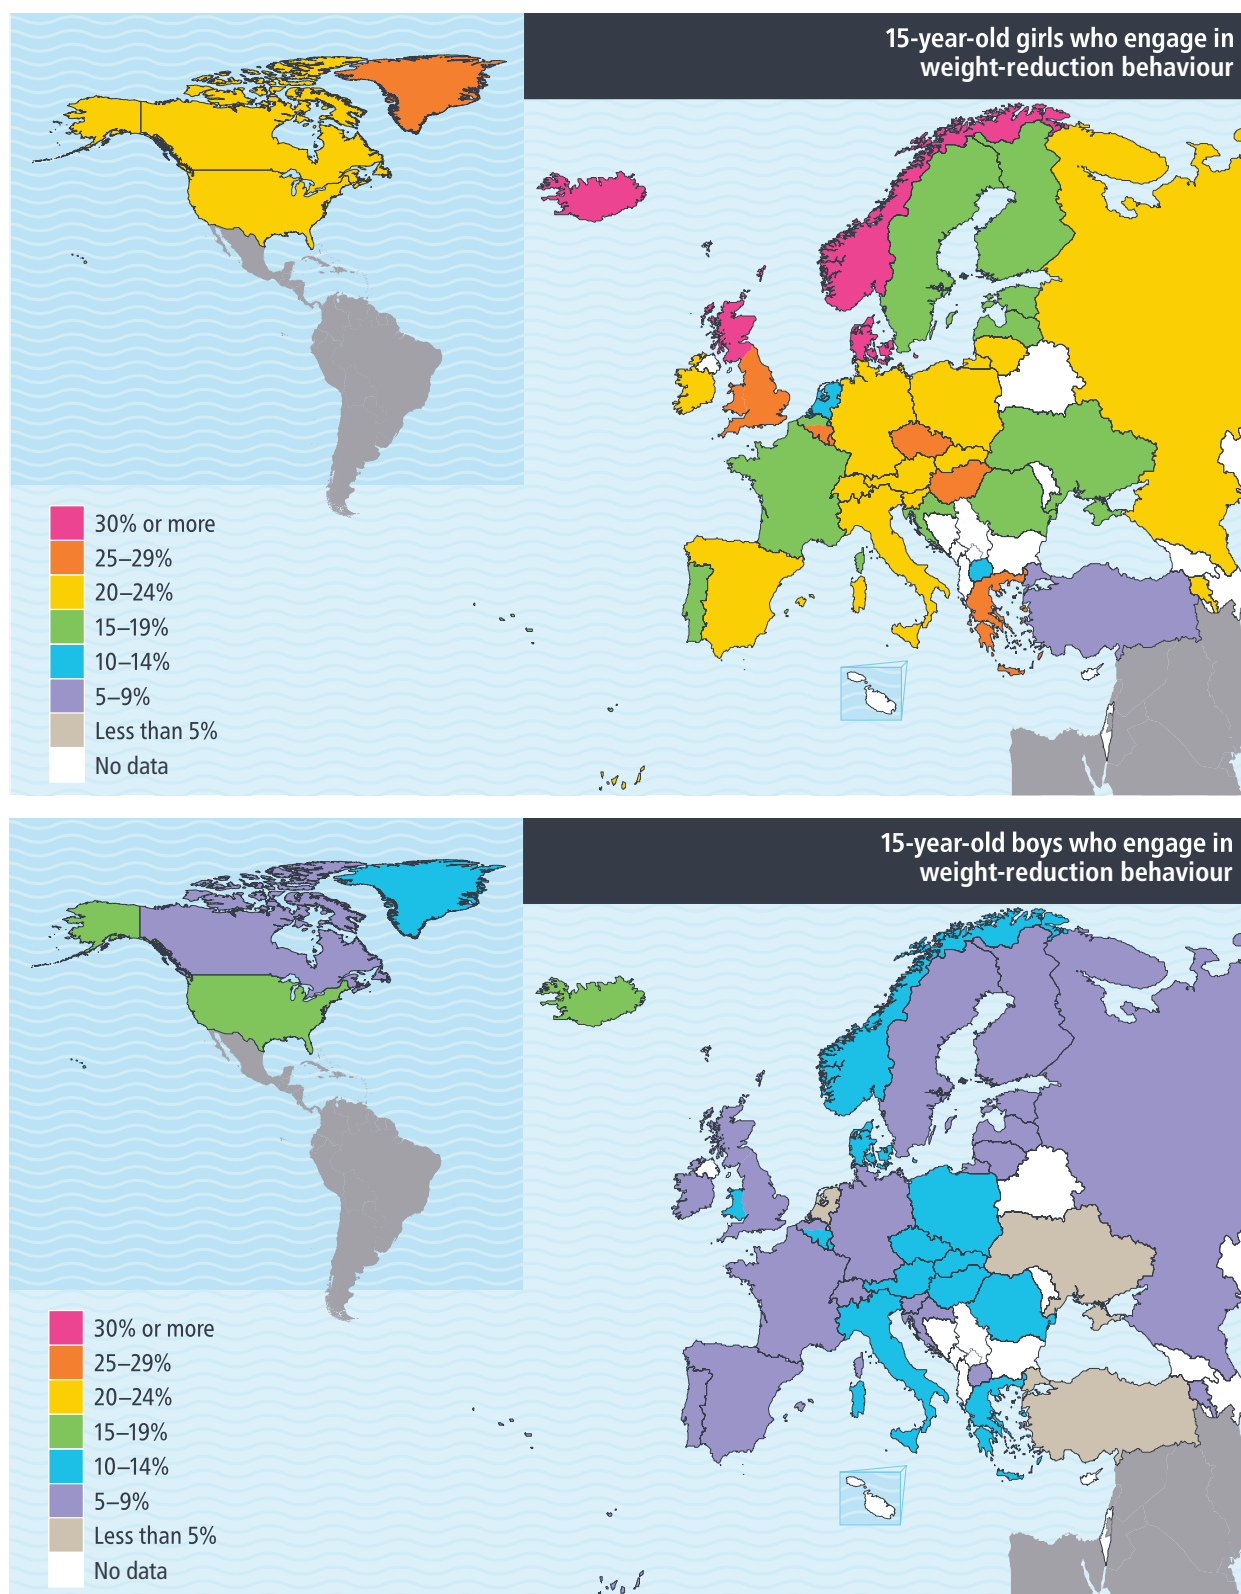 15-year-old girls who engage in
weight-reduction behaviour
30% or more
25–29%
20–24%
15–19%
10–14%
5–9%
Less than 5%
No data
15-year-old boys who engage in
weight-reduction behaviour
30% or more
25–29%
20–24%
15–19%
10–14%
5–9%
Less than 5%
No data